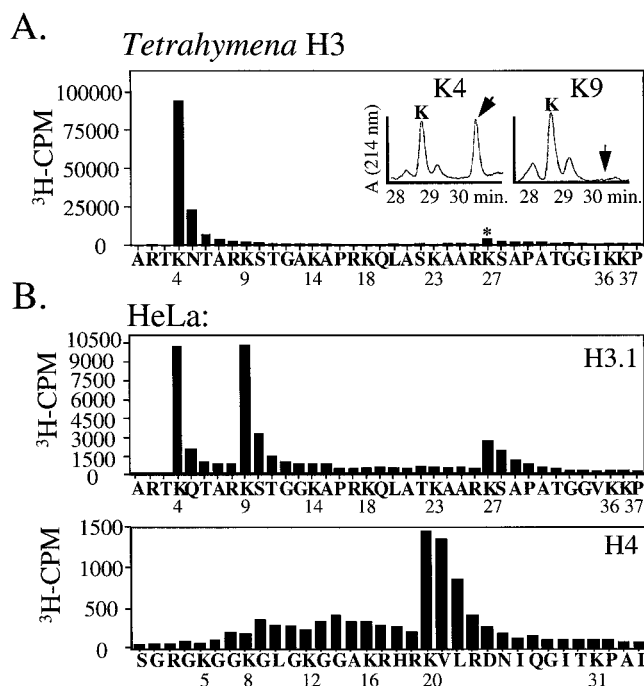 A.
Tetrahymena H3
K4
K9
K
K
A (214 nm)
28 29 30 min.
28 29 30 min.
³H-CPM
100000
75000
50000
25000
0
*
ARTKNTARKSTGAKAPRKQLASKAARKSAPATGGIKKP
4 9 14 18 27 36 37
B.
HeLa:
H3.1
³H-CPM
10500
9000
7500
6000
4500
3000
1500
0
ARTKQTARKSTGGKAPRKQLATKAARKSAPATGGVKKP
4 9 14 18 27 36 37
H4
³H-CPM
1500
1000
500
0
SGRGKGGKGLGKGGAKRHRKVLRDNIQGITKPAI
5 8 12 16 20 31